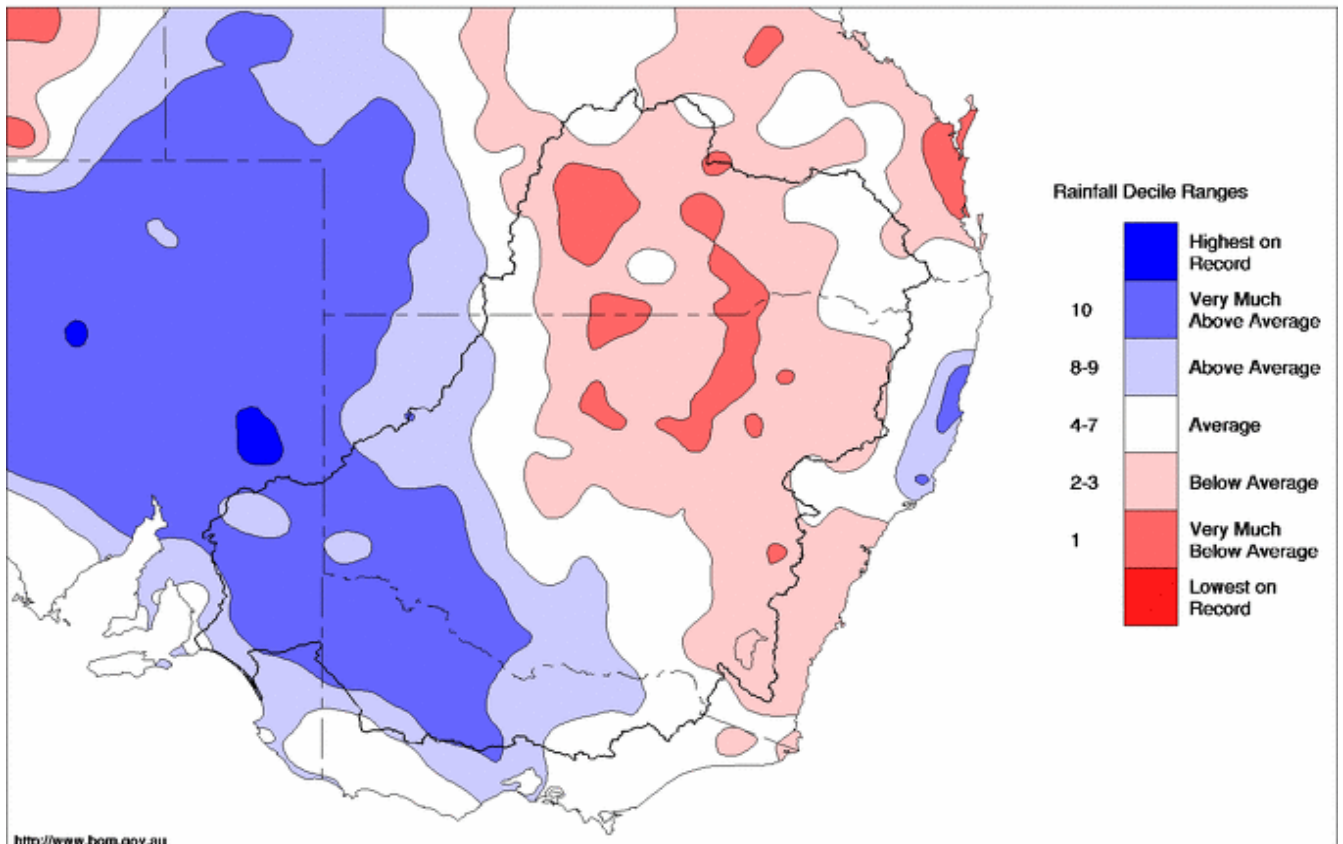 Rainfall Decile Ranges
Highest on
Record
10
Very Much
Above Average
8-9
Above Average
4-7
Average
2-3
Below Average
1
Very Much
Below Average
Lowest on
Record
http://www.bom.gov.au